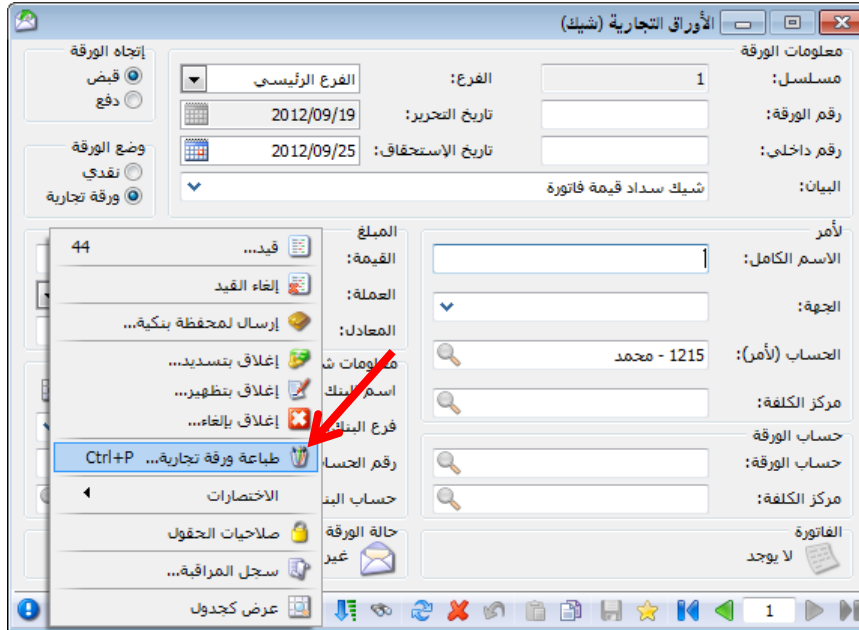 الأوراق التجارية (شيك)
معلومات الورقة
مسلسل: 1
الفرع: الفرع الرئيسي
رقم الورقة:
تاريخ التحرير: 2012/09/19
رقم داخلي:
تاريخ الإستحقاق: 2012/09/25
البيان: شيك سداد قيمة فاتورة
إتجاه الورقة
قبض
دفع
وضع الورقة
نقدي
ورقة تجارية
لأمر
الاسم الكامل: أ
الجهة:
الحساب (لأمر): 1215 - محمد
مركز الكلفة:
حساب الورقة
حساب الورقة:
مركز الكلفة:
الفاتورة
لا يوجد
المبلغ
القيمة:
العملة:
المعادل:
اسم البنك
فرع البنك
رقم
حساب
حالة الورقة
غير
قيد... 44
إلغاء القيد
إرسال لمحفظة بنكية...
إغلاق بتسديد...
إغلاق بتظهير...
إغلاق بإلغاء...
طباعة ورقة تجارية... Ctrl+P
الاختصارات
صلاحيات الحقول
سجل المراقبة...
عرض كجدول
1